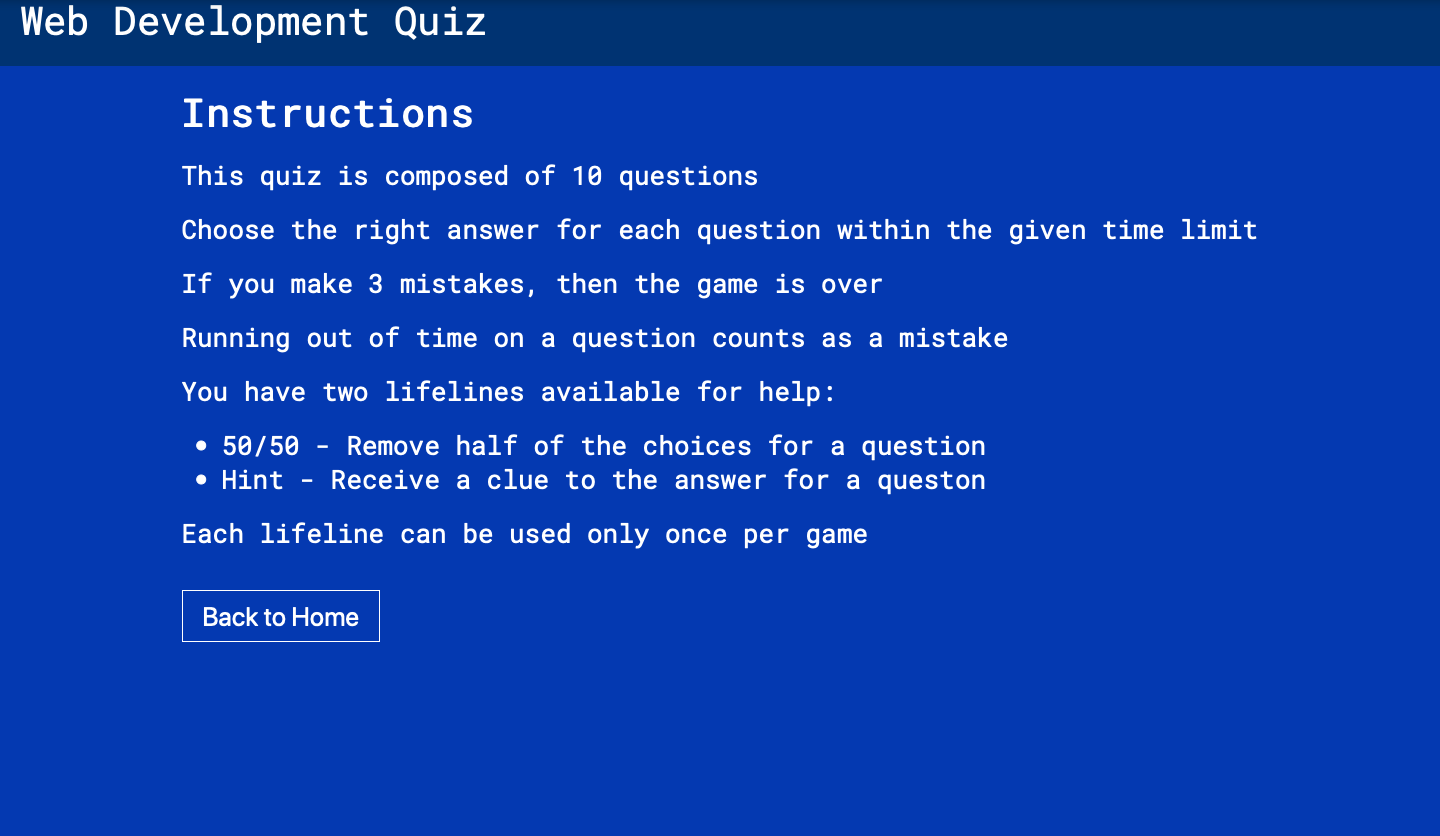 Web Development Quiz
Instructions
This quiz is composed of 10 questions
Choose the right answer for each question within the given time limit
If you make 3 mistakes, then the game is over
Running out of time on a question counts as a mistake
You have two lifelines available for help:
• 50/50 - Remove half of the choices for a question
• Hint - Receive a clue to the answer for a queston
Each lifeline can be used only once per game
Back to Home